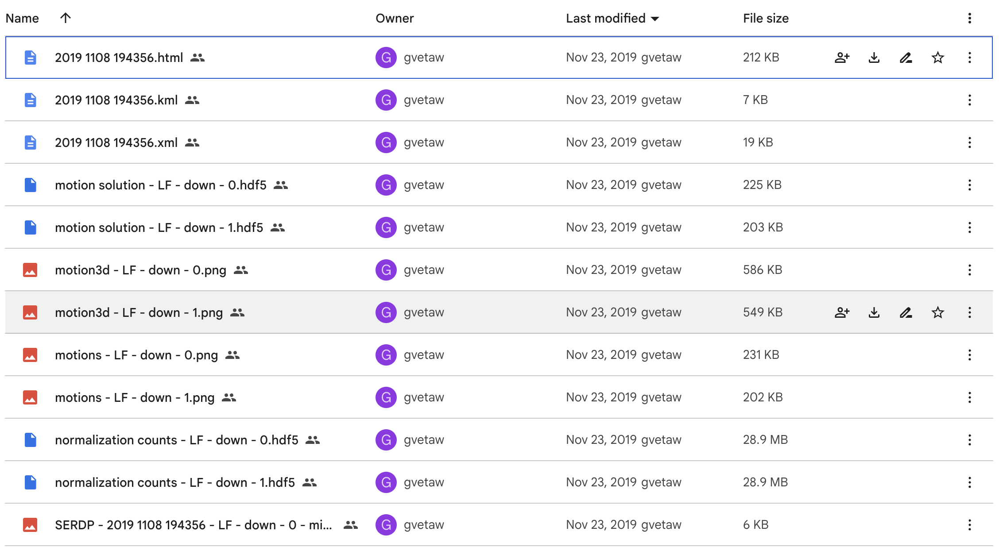 Name Owner Last modified File size
2019 1108 194356.html G gvetaw Nov 23, 2019 gvetaw 212 KB
2019 1108 194356.kml G gvetaw Nov 23, 2019 gvetaw 7 KB
2019 1108 194356.xml G gvetaw Nov 23, 2019 gvetaw 19 KB
motion solution - LF - down - 0.hdf5 G gvetaw Nov 23, 2019 gvetaw 225 KB
motion solution - LF - down - 1.hdf5 G gvetaw Nov 23, 2019 gvetaw 203 KB
motion3d - LF - down - 0.png G gvetaw Nov 23, 2019 gvetaw 586 KB
motion3d - LF - down - 1.png G gvetaw Nov 23, 2019 gvetaw 549 KB
motions - LF - down - 0.png G gvetaw Nov 23, 2019 gvetaw 231 KB
motions - LF - down - 1.png G gvetaw Nov 23, 2019 gvetaw 202 KB
normalization counts - LF - down - 0.hdf5 G gvetaw Nov 23, 2019 gvetaw 28.9 MB
normalization counts - LF - down - 1.hdf5 G gvetaw Nov 23, 2019 gvetaw 28.9 MB
SERDP - 2019 1108 194356 - LF - down - 0 - mi... G gvetaw Nov 23, 2019 gvetaw 6 KB